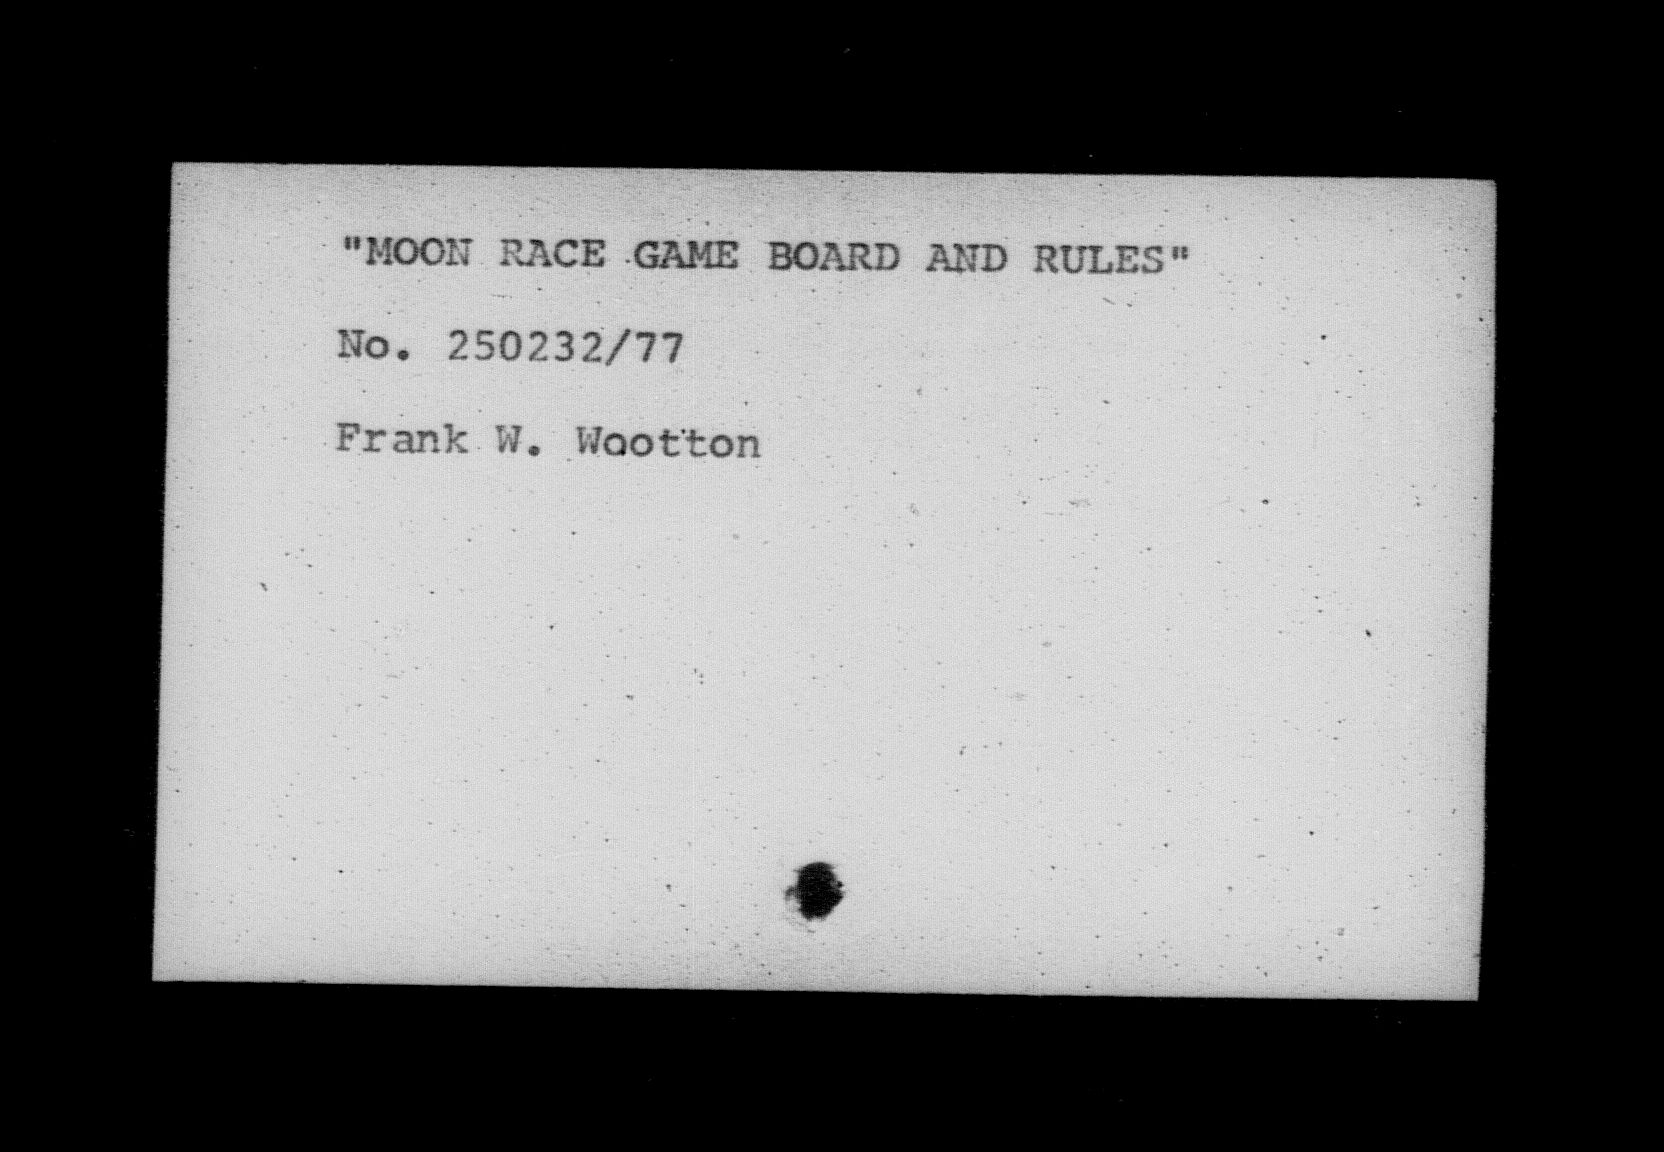 "MOON RACE GAME BOARD AND RULES"
No. 250232/77
Frank W. Wootton